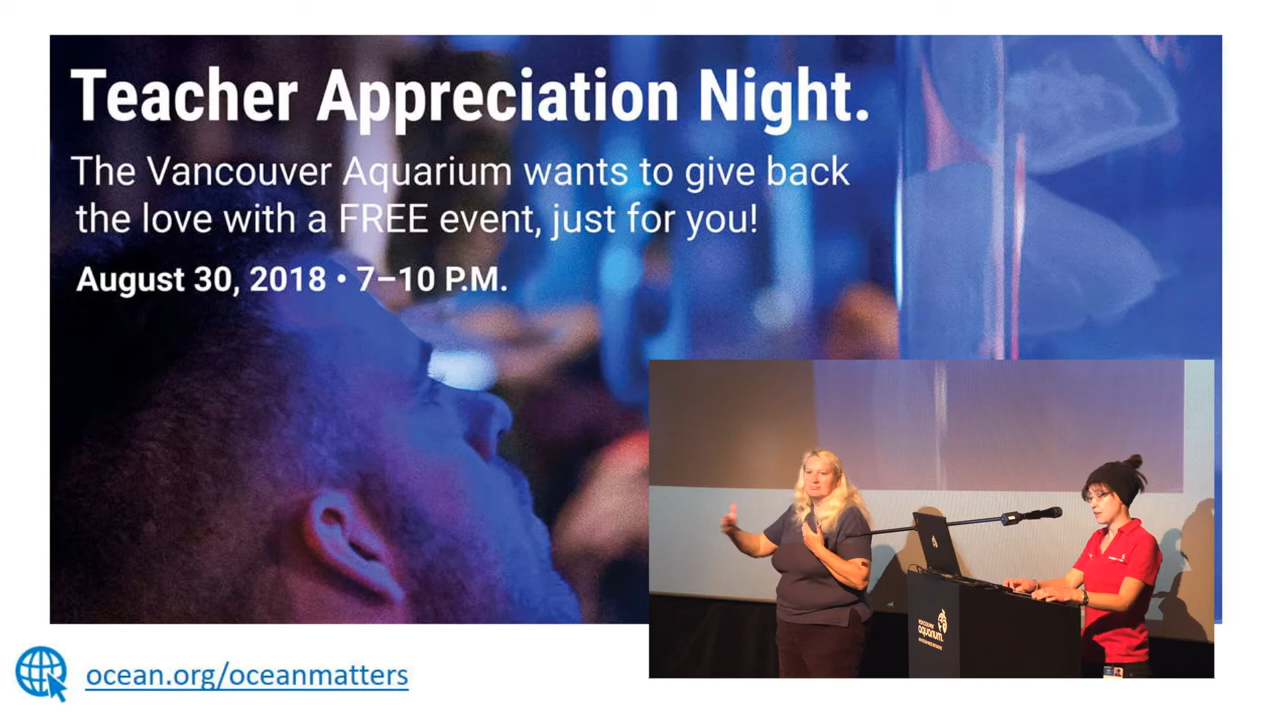 Teacher Appreciation Night.
The Vancouver Aquarium wants to give back
the love with a FREE event, just for you!
August 30, 2018 • 7–10 P.M.
aquarium
ocean.org/oceanmatters